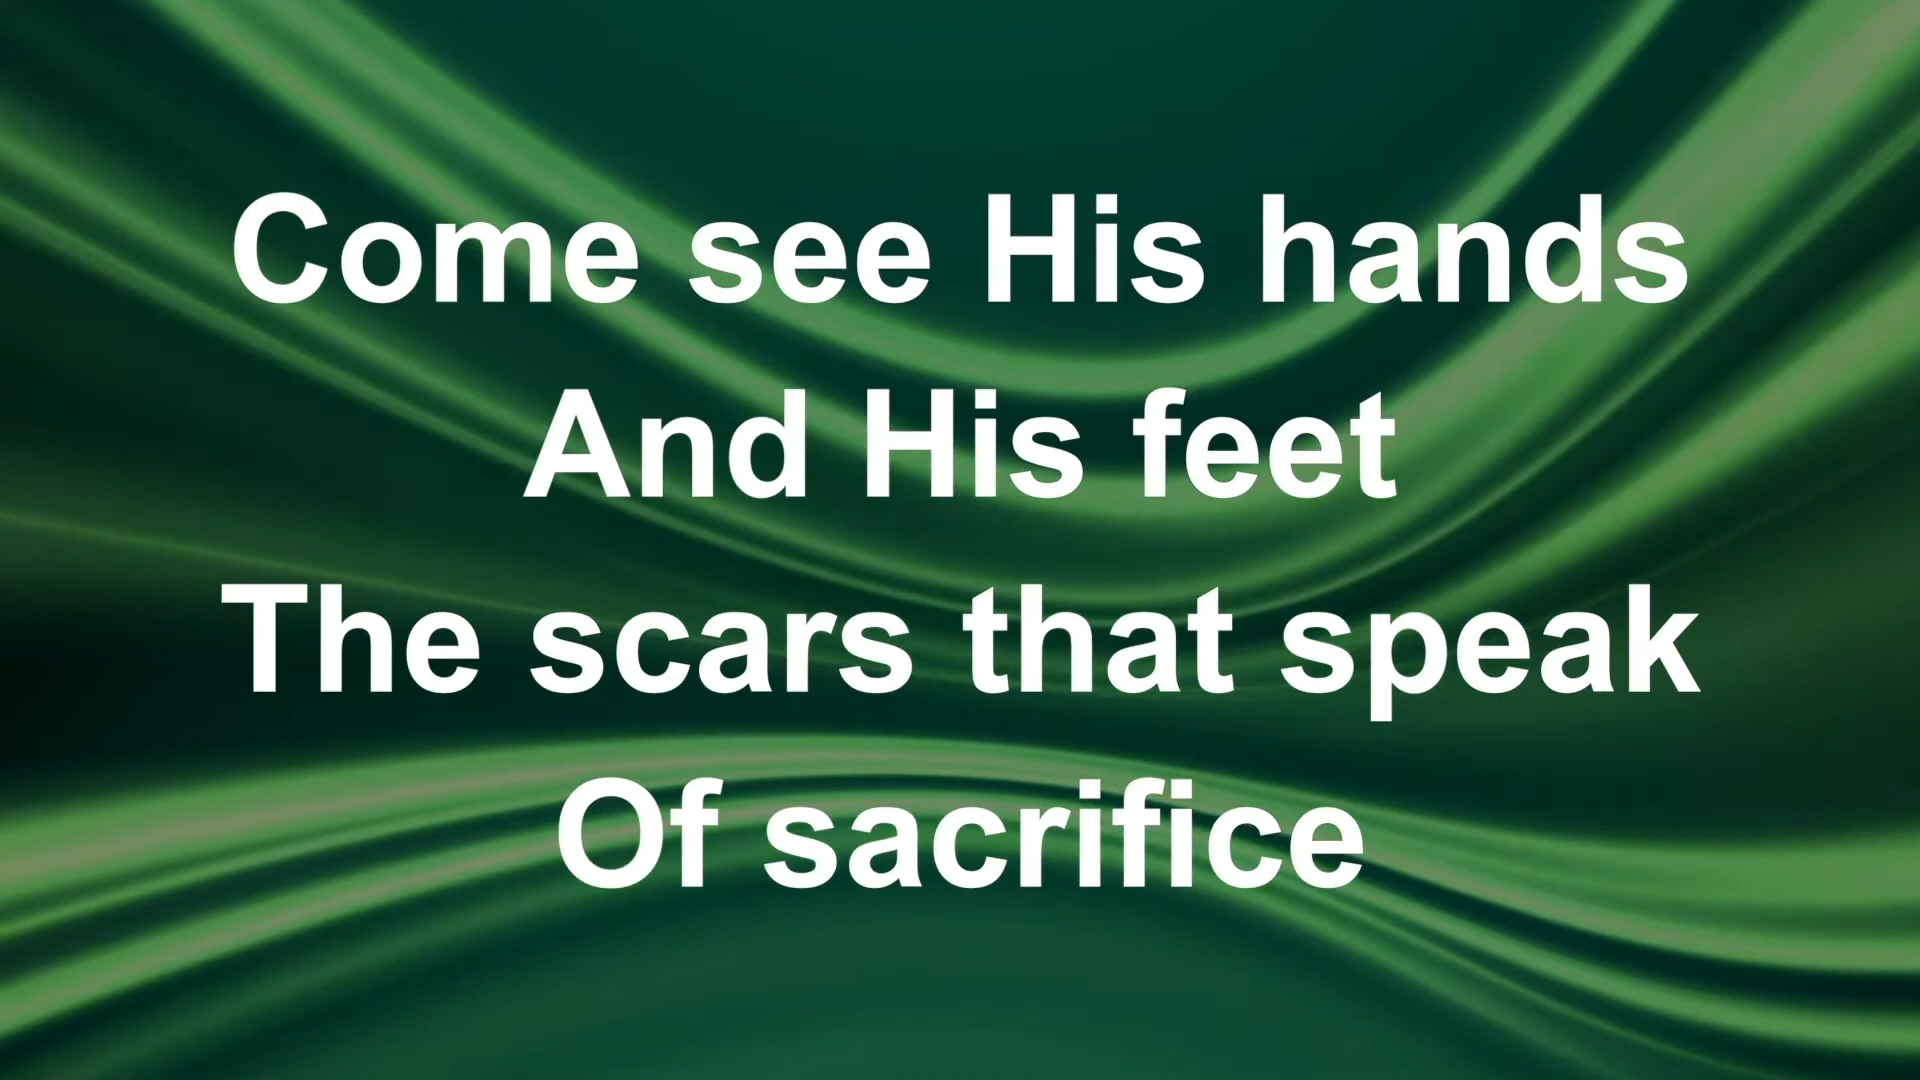 Come see His hands
And His feet
The scars that speak
Of sacrifice